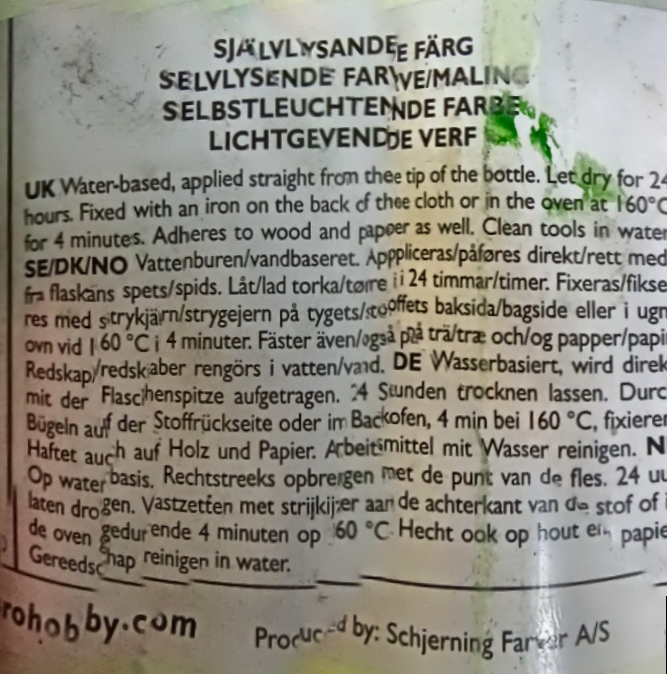 SJÄLVLYSANDE FÄRG
SELVLYSENDE FARVE/MALING
SELBSTLEUCHTENDE FARBE
LICHTGEVENDE VERF
UK Water-based, applied straight from the tip of the bottle. Let dry for 24
hours. Fixed with an iron on the back of the cloth or in the oven at 160°C
for 4 minutes. Adheres to wood and paper as well. Clean tools in water
SE/DK/NO Vattenburen/vandbaseret. Appliceras/påføres direkt/rett med
fra flaskans spets/spids. Låt/lad torka/tørre i 24 timmar/timer. Fixeras/fikse
res med strykjärn/strygejern på tygets/stoffets baksida/bagside eller i ugn
ovn vid 160 °C i 4 minuter. Fäster även/også på trä/træ och/og papper/papi
Redskap/redskaber rengörs i vatten/vand. DE Wasserbasiert, wird direk
mit der Flaschenspitze aufgetragen. 24 Stunden trocknen lassen. Durc
Bügeln auf der Stoffrückseite oder im Backofen, 4 min bei 160 °C, fixieren
Haftet auch auf Holz und Papier. Arbeitsmittel mit Wasser reinigen. N
Op water basis. Rechtstreeks opbrengen met de punt van de fles. 24 uu
laten drogen. Vastzetten met strijkijzer aan de achterkant van de stof of i
de oven gedurende 4 minuten op 160 °C. Hecht ook op hout en papie
Gereedschap reinigen in water.
rohobby.com
Produced by: Schjerning Farver A/S